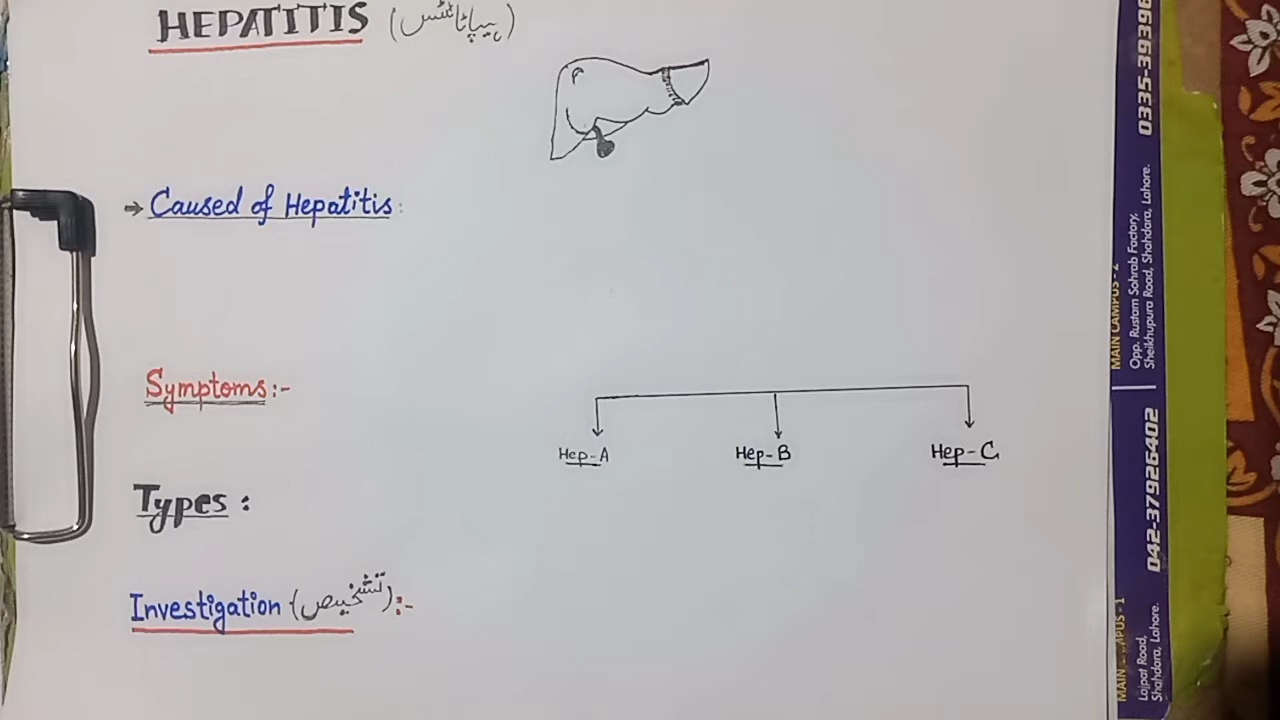 HEPATITIS (ہیپاٹائٹس)
⇒ Caused of Hepatitis:
Symptoms:-
Hep-A Hep-B Hep-C
Types:
Investigation (تشخیص):-
0335-39396
MAIN CAMPUS - 2
Opp. Rustam Sohrab Factory,
Sheikhupura Road, Shahdara, Lahore.
042-37926402
MAIN CAMPUS - 1
Lajpat Road,
Shahdara, Lahore.